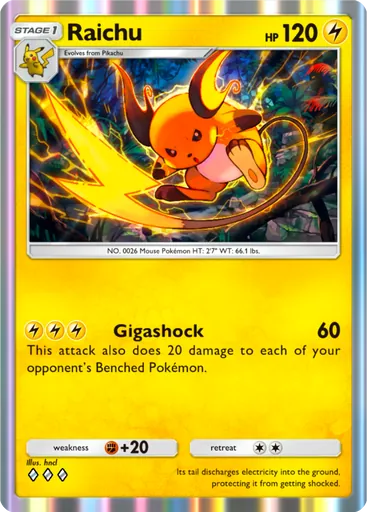 STAGE 1
Raichu
HP 120
Evolves from Pikachu
NO. 0026 Mouse Pokémon HT: 2'7" WT: 66.1 lbs.
Gigashock 60
This attack also does 20 damage to each of your
opponent's Benched Pokémon.
weakness +20 retreat
Illus. hncl
Its tail discharges electricity into the ground,
protecting it from getting shocked.